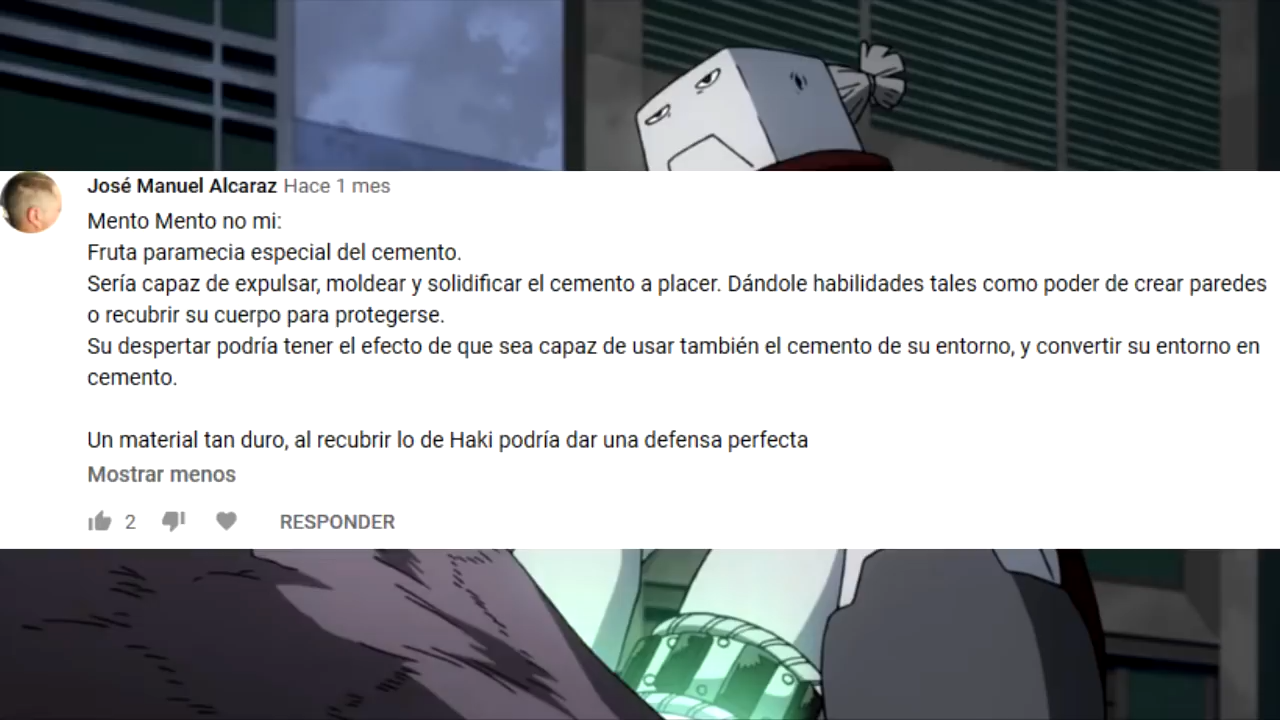 José Manuel Alcaraz Hace 1 mes
Mento Mento no mi:
Fruta paramecia especial del cemento.
Sería capaz de expulsar, moldear y solidificar el cemento a placer. Dándole habilidades tales como poder de crear paredes
o recubrir su cuerpo para protegerse.
Su despertar podría tener el efecto de que sea capaz de usar también el cemento de su entorno, y convertir su entorno en
cemento.
Un material tan duro, al recubrir lo de Haki podría dar una defensa perfecta
Mostrar menos
2 RESPONDER